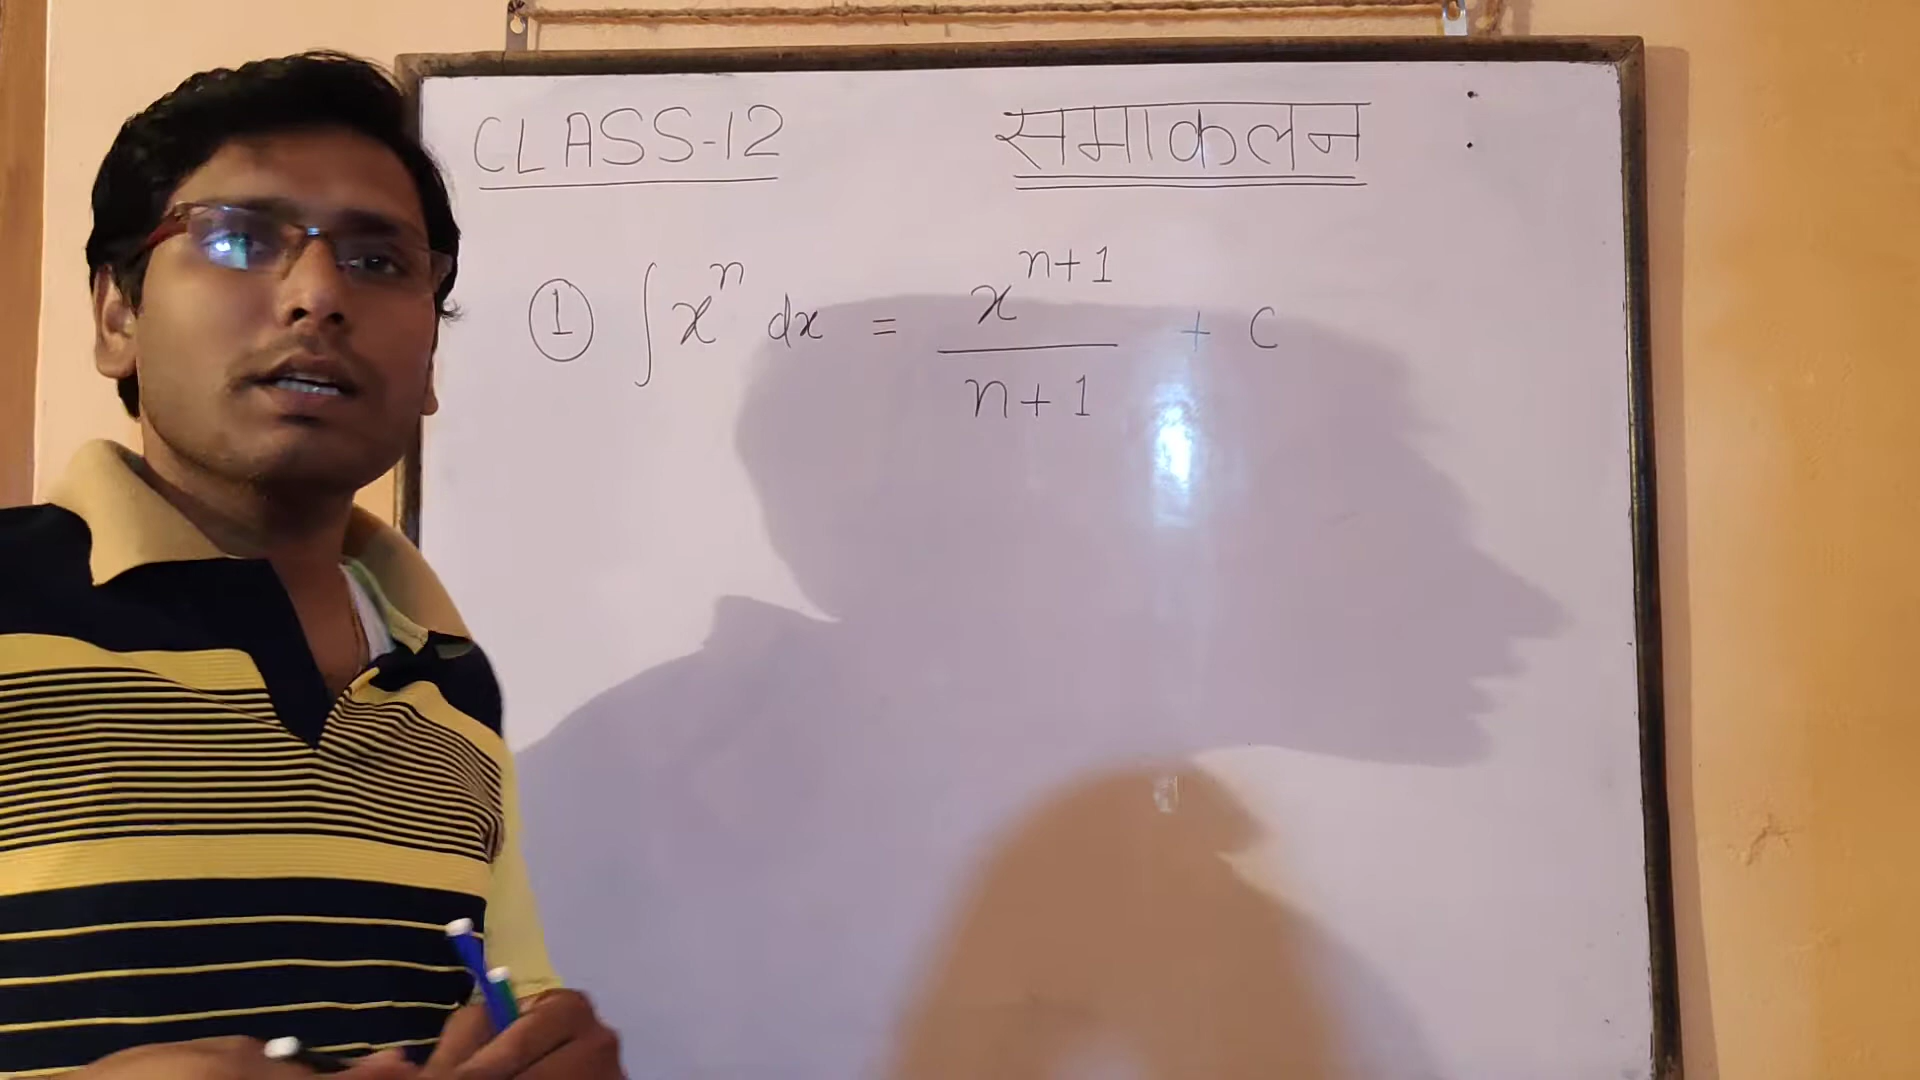 CLASS-12 समाकलन :
① ∫ xⁿ dx = xⁿ⁺¹ / n+1 + c